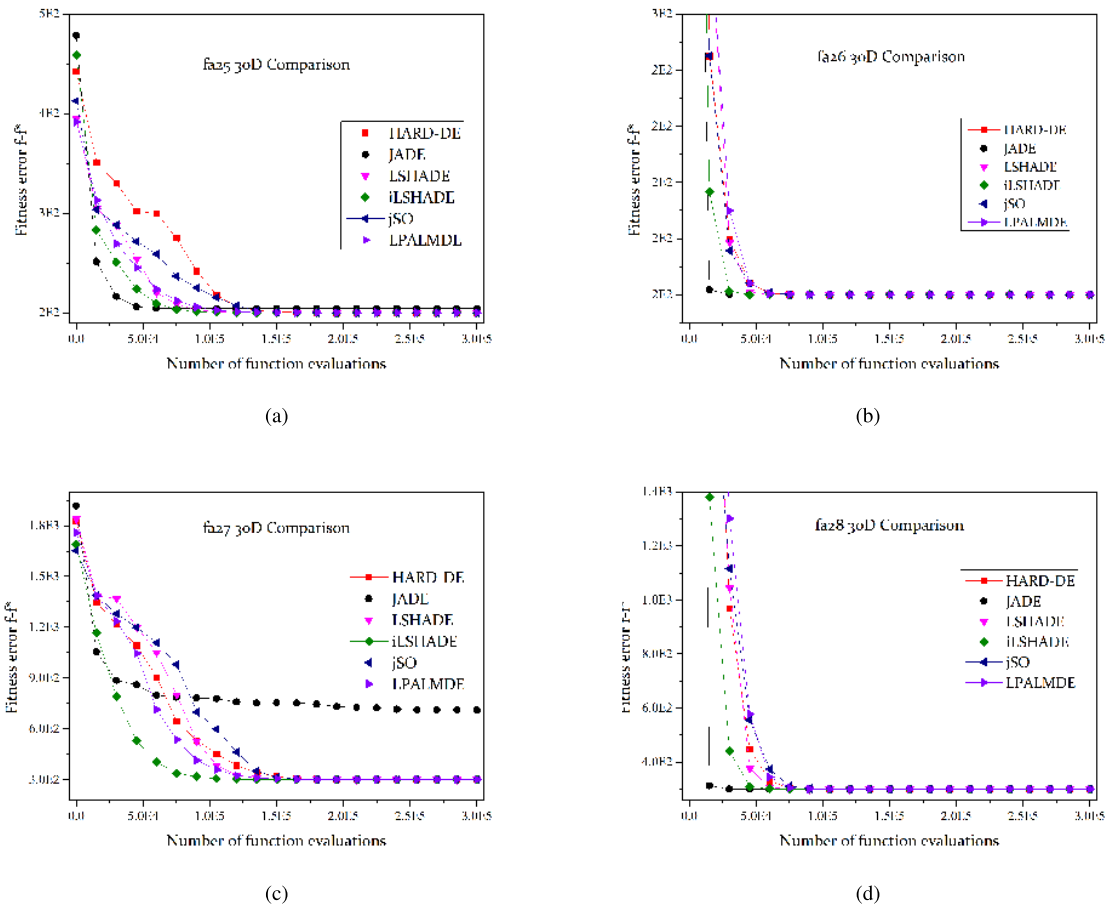 5E2
4E2
3E2
2E2
Fitness error f-f*
fa25 30D Comparison
HARD-DE
JADE
LSHADE
iLSHADE
jSO
LPALMDE
0.0
5.0E4
1.0E5
1.5E5
2.0E5
2.5E5
3.0E5
Number of function evaluations
(a)
3E2
2E2
2E2
2E2
2E2
2E2
Fitness error f-f*
fa26 30D Comparison
HARD-DE
JADE
LSHADE
iLSHADE
jSO
LPALMDE
0.0
5.0E4
1.0E5
1.5E5
2.0E5
2.5E5
3.0E5
Number of function evaluations
(b)
1.8E3
1.5E3
1.2E3
9.0E2
6.0E2
3.0E2
Fitness error f-f*
fa27 30D Comparison
HARD-DE
JADE
LSHADE
iLSHADE
jSO
LPALMDE
0.0
5.0E4
1.0E5
1.5E5
2.0E5
2.5E5
3.0E5
Number of function evaluations
(c)
1.4E3
1.2E3
1.0E3
8.0E2
6.0E2
4.0E2
Fitness error f-f*
fa28 30D Comparison
HARD-DE
JADE
LSHADE
iLSHADE
jSO
LPALMDE
0.0
5.0E4
1.0E5
1.5E5
2.0E5
2.5E5
3.0E5
Number of function evaluations
(d)